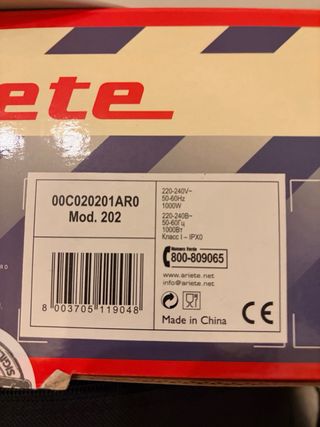 ete
00C020201AR0
Mod. 202
8 003705 119048
220-240V~
50-60Hz
1000W
220-240В~
50-60Гц
1000Вт
Класс I – IPX0
Numero Verde
800-809065
www.ariete.net
ariete.net
Made in China
CE